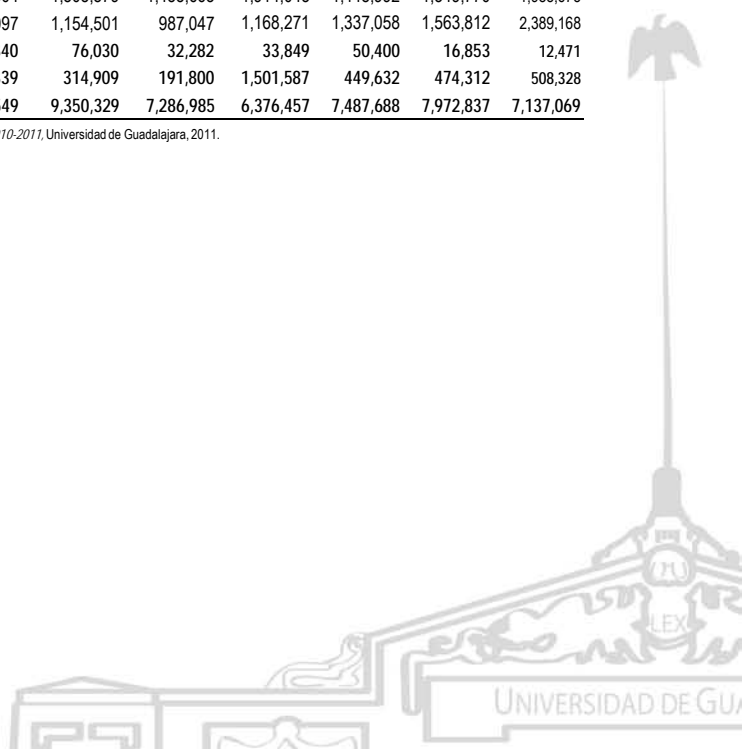 097 1,154,501 987,047 1,168,271 1,337,058 1,563,812 2,389,168
40 76,030 32,282 33,849 50,400 16,853 12,471
39 314,909 191,800 1,501,587 449,632 474,312 508,328
649 9,350,329 7,286,985 6,376,457 7,487,688 7,972,837 7,137,069
10-2011, Universidad de Guadalajara, 2011.
LEX
UNIVERSIDAD DE GUA